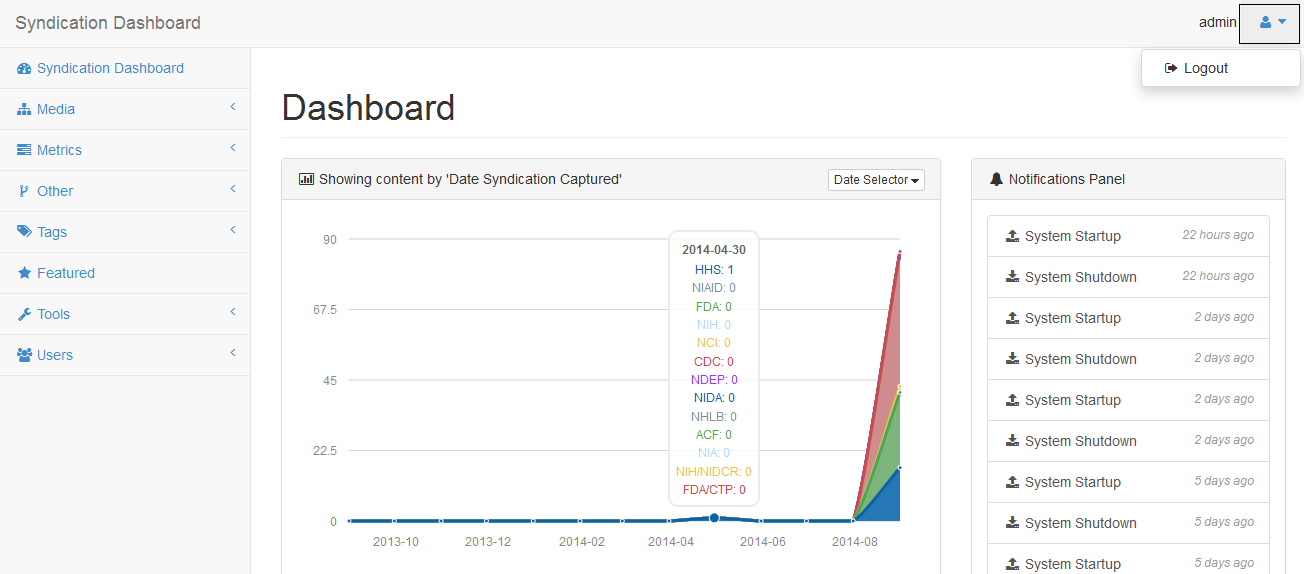 Syndication Dashboard
admin
Logout
Syndication Dashboard
Media
Metrics
Other
Tags
Featured
Tools
Users
Dashboard
Showing content by 'Date Syndication Captured'
Date Selector
90
67.5
45
22.5
0
2014-04-30
HHS: 1
NIAID: 0
FDA: 0
NIH: 0
NCI: 0
CDC: 0
NDEP: 0
NIDA: 0
NHLB: 0
ACF: 0
NIA: 0
NIH/NIDCR: 0
FDA/CTP: 0
2013-10 2013-12 2014-02 2014-04 2014-06 2014-08
Notifications Panel
System Startup 22 hours ago
System Shutdown 22 hours ago
System Startup 2 days ago
System Shutdown 2 days ago
System Startup 2 days ago
System Shutdown 2 days ago
System Startup 5 days ago
System Shutdown 5 days ago
System Startup 5 days ago